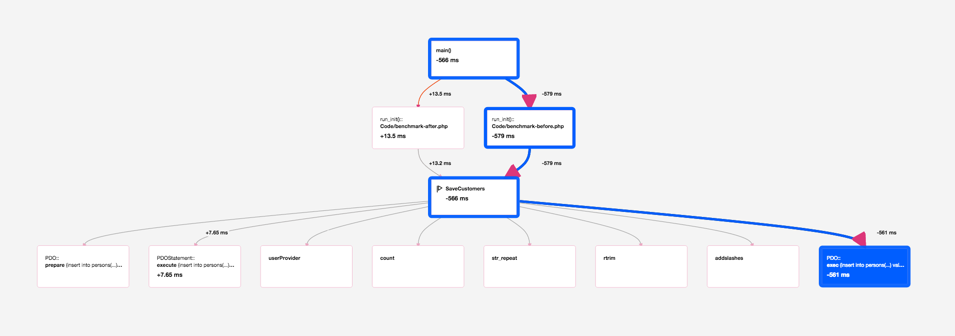 main()
-566 ms
+13.5 ms
-579 ms
run_init()::
Code/benchmark-after.php
+13.5 ms
run_init()::
Code/benchmark-before.php
-579 ms
+13.2 ms
-579 ms
SaveCustomers
-566 ms
+7.65 ms
-561 ms
PDO::
prepare (insert into persons(...)...
PDOStatement::
execute (insert into persons(...)...
+7.65 ms
userProvider
count
str_repeat
rtrim
addslashes
PDO::
exec (insert into persons(...) val...
-561 ms